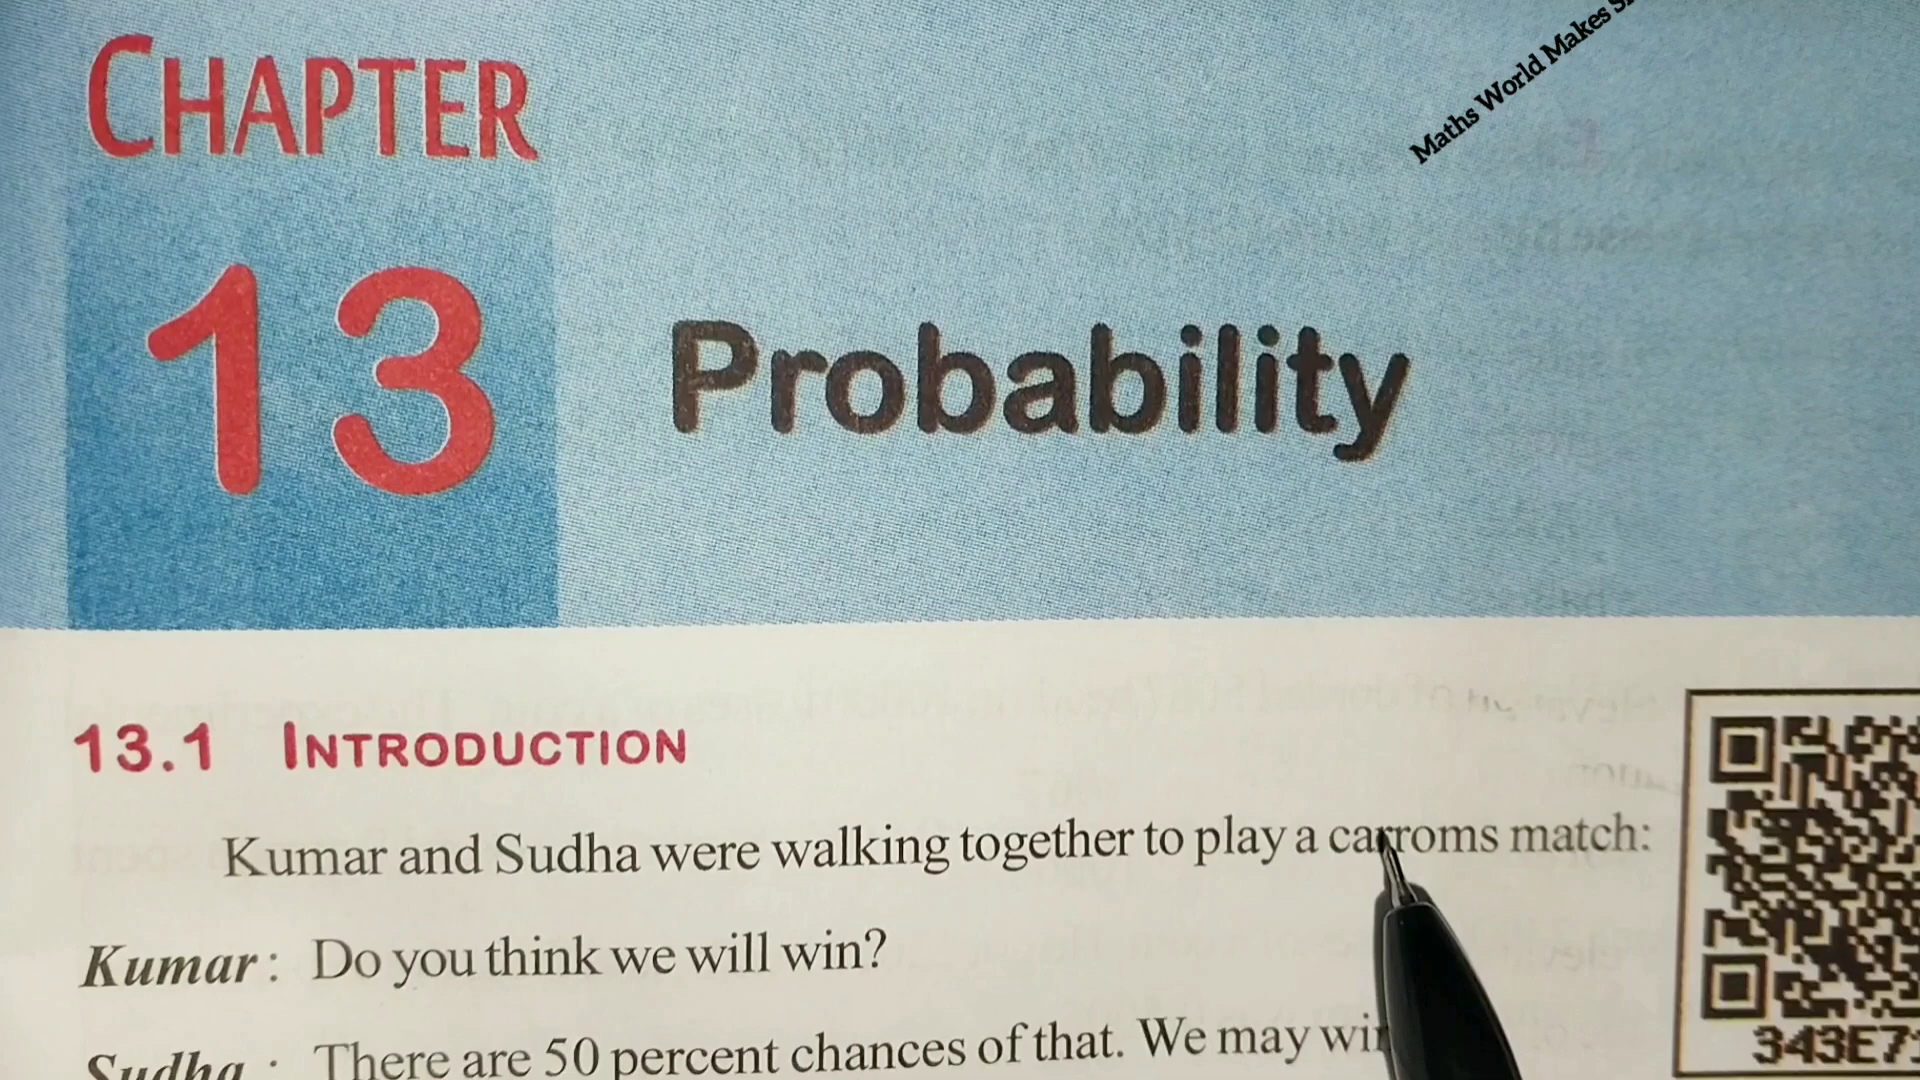 Maths World Makes
CHAPTER
13
Probability
13.1 INTRODUCTION
Kumar and Sudha were walking together to play a carroms match:
Kumar : Do you think we will win?
Sudha : There are 50 percent chances of that. We may
343E7